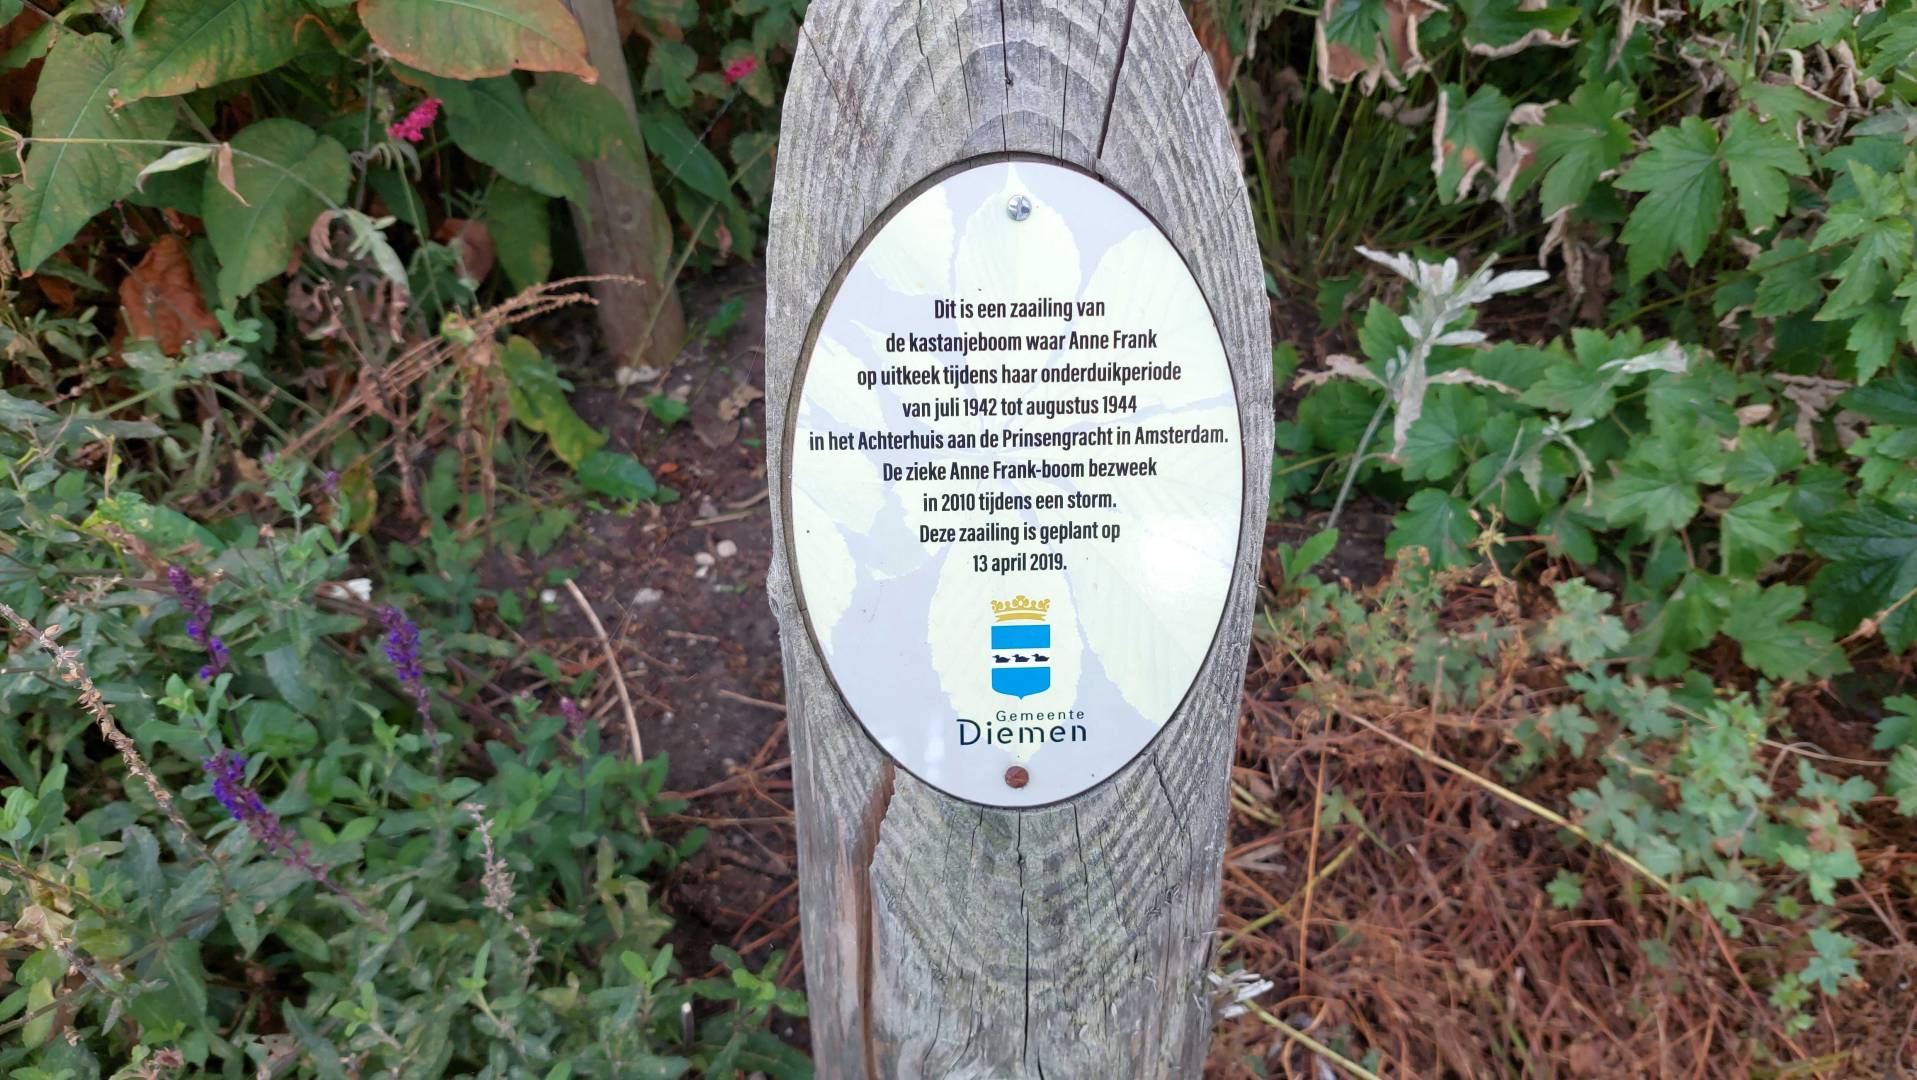 Dit is een zaailing van
de kastanjeboom waar Anne Frank
op uitkeek tijdens haar onderduikperiode
van juli 1942 tot augustus 1944
in het Achterhuis aan de Prinsengracht in Amsterdam.
De zieke Anne Frank-boom bezweek
in 2010 tijdens een storm.
Deze zaailing is geplant op
13 april 2019.
Gemeente
Diemen